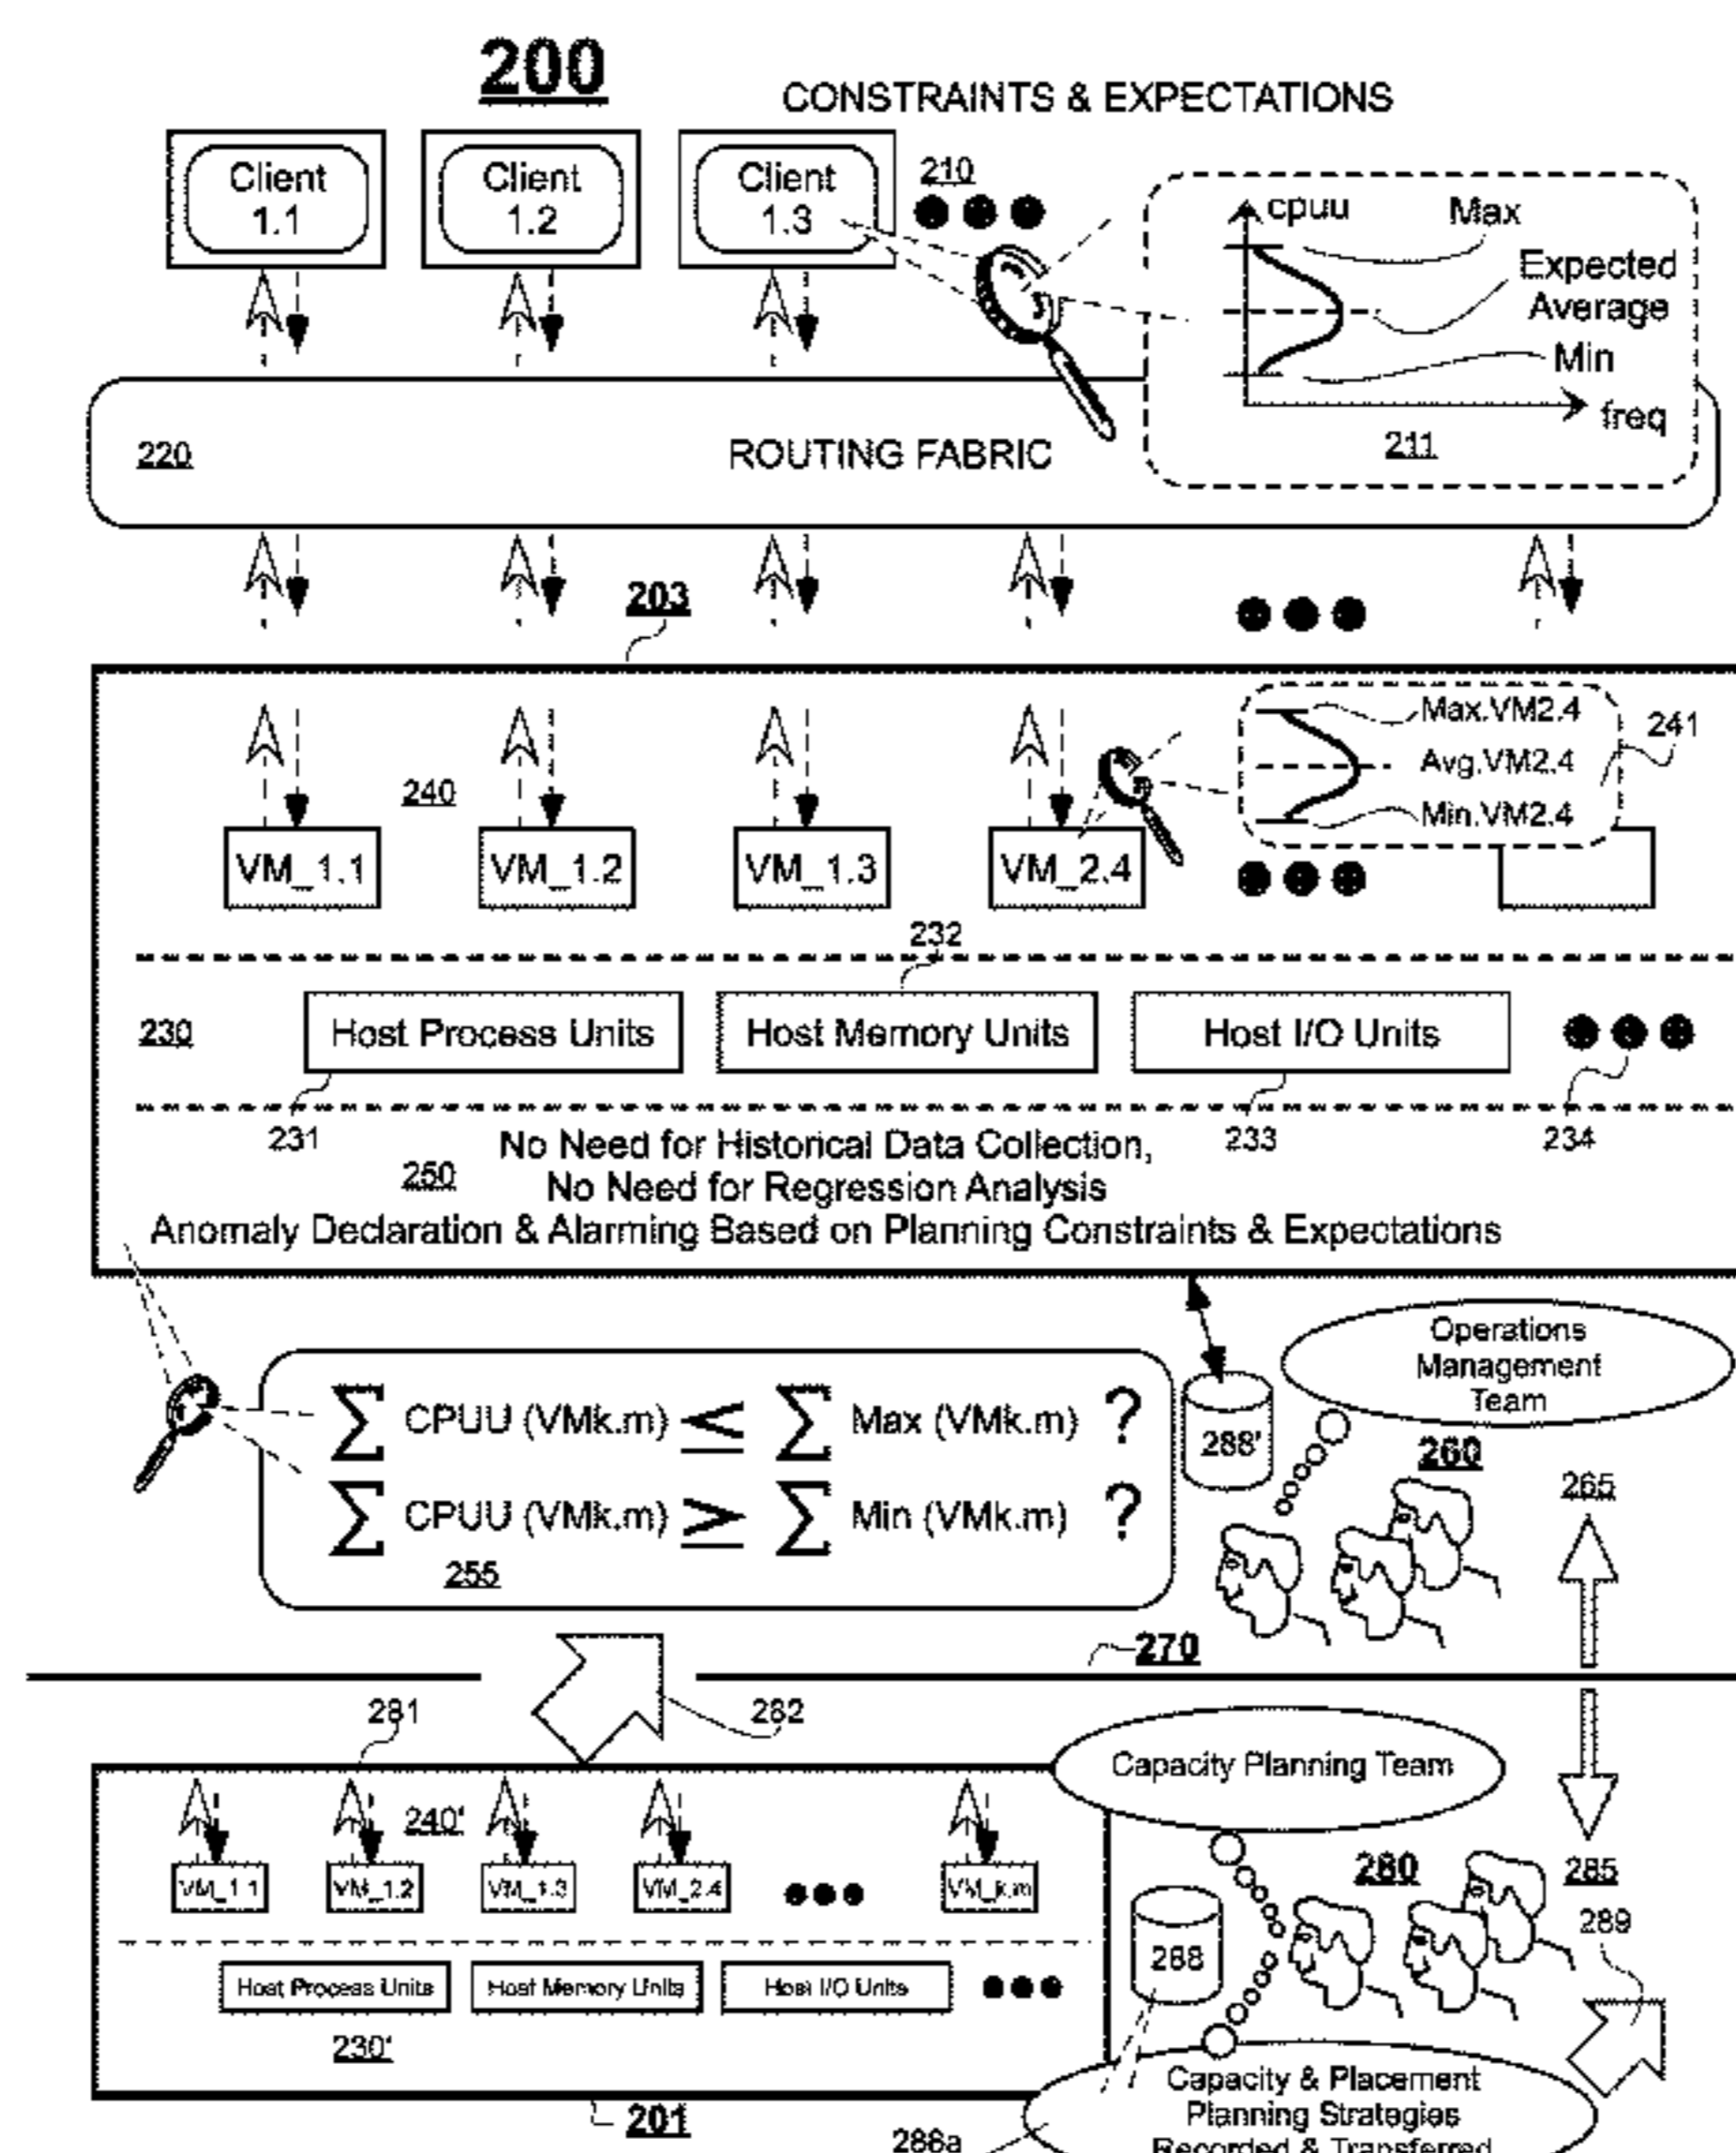 200
CONSTRAINTS & EXPECTATIONS
Client
1.1
Client
1.2
Client
1.3
210
cpuu
Max
Expected
Average
Min
freq
211
220
ROUTING FABRIC
203
Max.VM2.4
Avg.VM2.4
Min.VM2.4
241
240
VM_1.1
VM_1.2
VM_1.3
VM_2.4
232
230
Host Process Units
Host Memory Units
Host I/O Units
231
233
234
No Need for Historical Data Collection,
250
No Need for Regression Analysis
Anomaly Declaration & Alarming Based on Planning Constraints & Expectations
Operations
Management
Team
∑ CPUU (VMk.m) ≤ ∑ Max (VMk.m) ?
288'
260
265
∑ CPUU (VMk.m) ≥ ∑ Min (VMk.m) ?
255
270
281
282
Capacity Planning Team
240'
VM_1.1
VM_1.2
VM_1.3
VM_2.4
VM_k.m
280
285
289
288
Host Process Units
Host Memory Units
Host I/O Units
230'
Capacity & Placement
Planning Strategies
Recorded & Transferred
201
288a